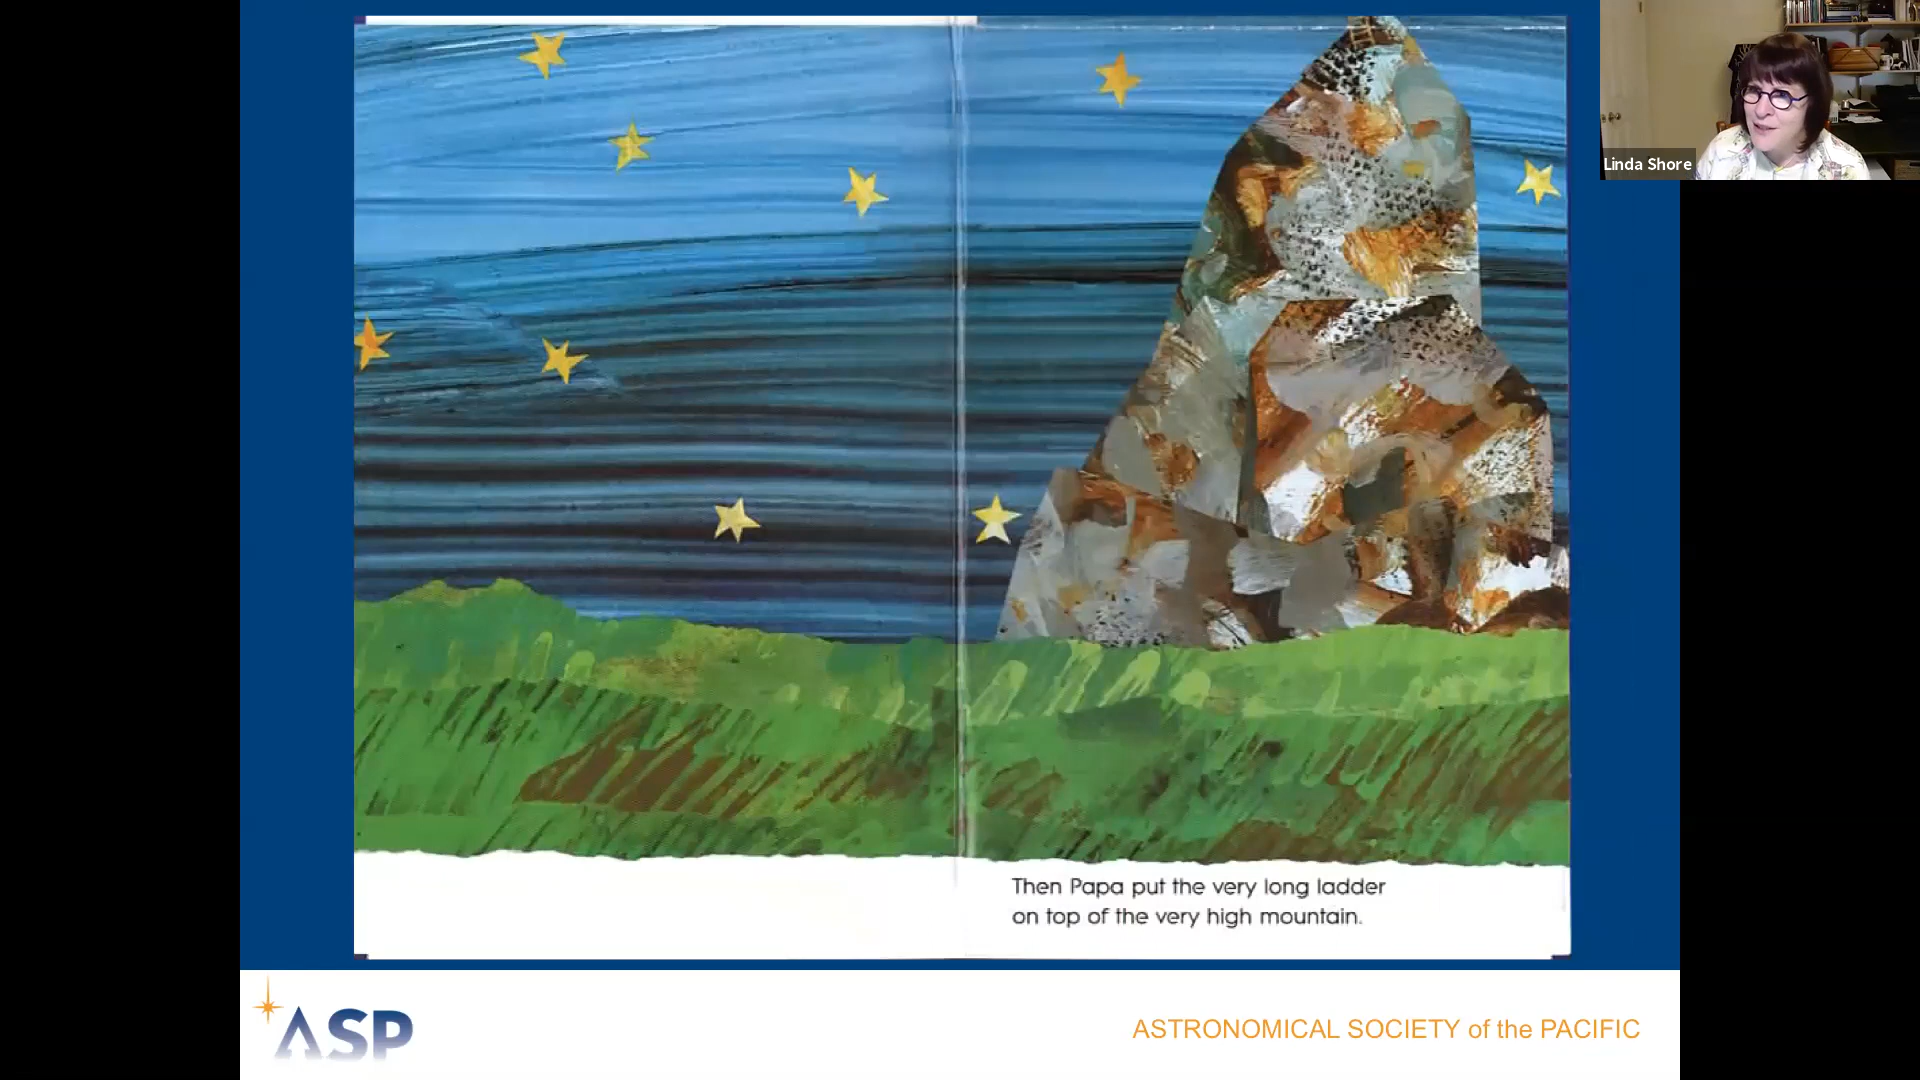 Linda Shore
Then Papa put the very long ladder
on top of the very high mountain.
ASP
ASTRONOMICAL SOCIETY of the PACIFIC